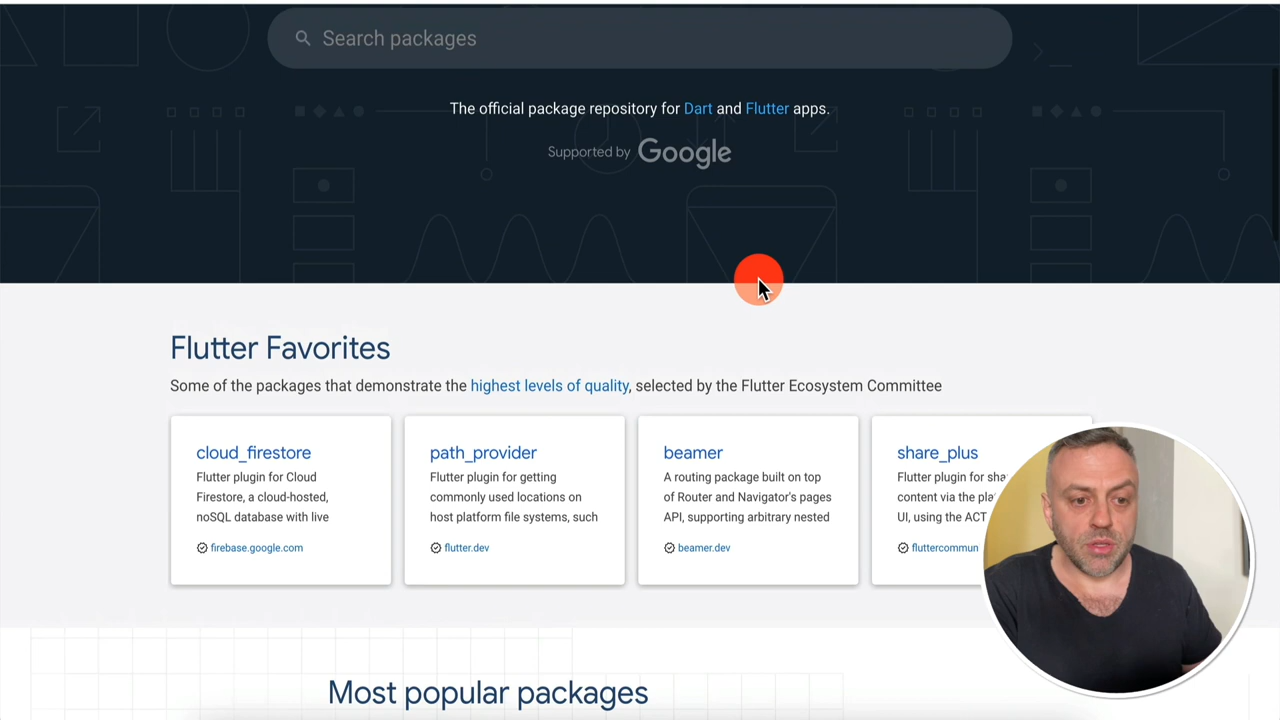 Search packages
The official package repository for Dart and Flutter apps.
Supported by Google
Flutter Favorites
Some of the packages that demonstrate the highest levels of quality, selected by the Flutter Ecosystem Committee
cloud_firestore
Flutter plugin for Cloud
Firestore, a cloud-hosted,
noSQL database with live
firebase.google.com
path_provider
Flutter plugin for getting
commonly used locations on
host platform file systems, such
flutter.dev
beamer
A routing package built on top
of Router and Navigator's pages
API, supporting arbitrary nested
beamer.dev
share_plus
Flutter plugin for sha
content via the pla
UI, using the ACT
fluttercommun
Most popular packages